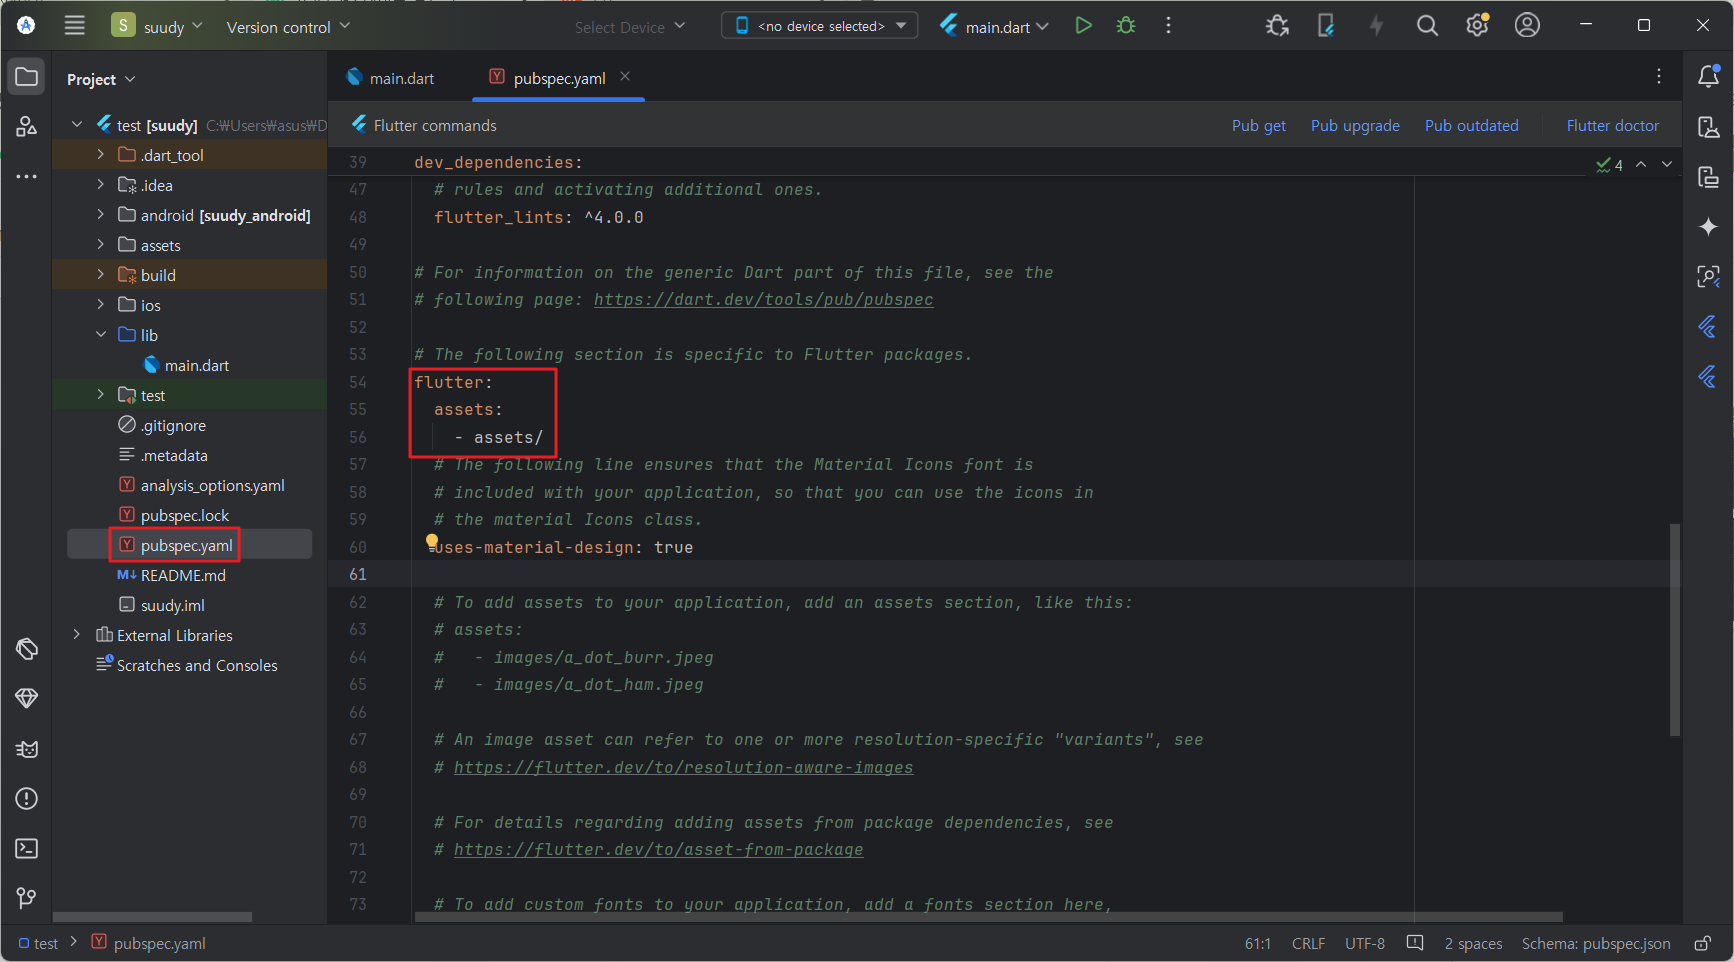 S suudy Version control Select Device <no device selected> main.dart
Project
main.dart pubspec.yaml
Flutter commands Pub get Pub upgrade Pub outdated Flutter doctor
test [suudy] C:₩Users₩asus₩D
.dart_tool
.idea
android [suudy_android]
assets
build
ios
lib
main.dart
test
.gitignore
.metadata
analysis_options.yaml
pubspec.lock
pubspec.yaml
M↓ README.md
suudy.iml
External Libraries
Scratches and Consoles
39 dev_dependencies:
4
47 # rules and activating additional ones.
48 flutter_lints: ^4.0.0
49
50 # For information on the generic Dart part of this file, see the
51 # following page: https://dart.dev/tools/pub/pubspec
52
53 # The following section is specific to Flutter packages.
54 flutter:
55 assets:
56 - assets/
57 # The following line ensures that the Material Icons font is
58 # included with your application, so that you can use the icons in
59 # the material Icons class.
60 uses-material-design: true
61
62 # To add assets to your application, add an assets section, like this:
63 # assets:
64 # - images/a_dot_burr.jpeg
65 # - images/a_dot_ham.jpeg
66
67 # An image asset can refer to one or more resolution-specific "variants", see
68 # https://flutter.dev/to/resolution-aware-images
69
70 # For details regarding adding assets from package dependencies, see
71 # https://flutter.dev/to/asset-from-package
72
73 # To add custom fonts to your application, add a fonts section here,
test > pubspec.yaml 61:1 CRLF UTF-8 2 spaces Schema: pubspec.json